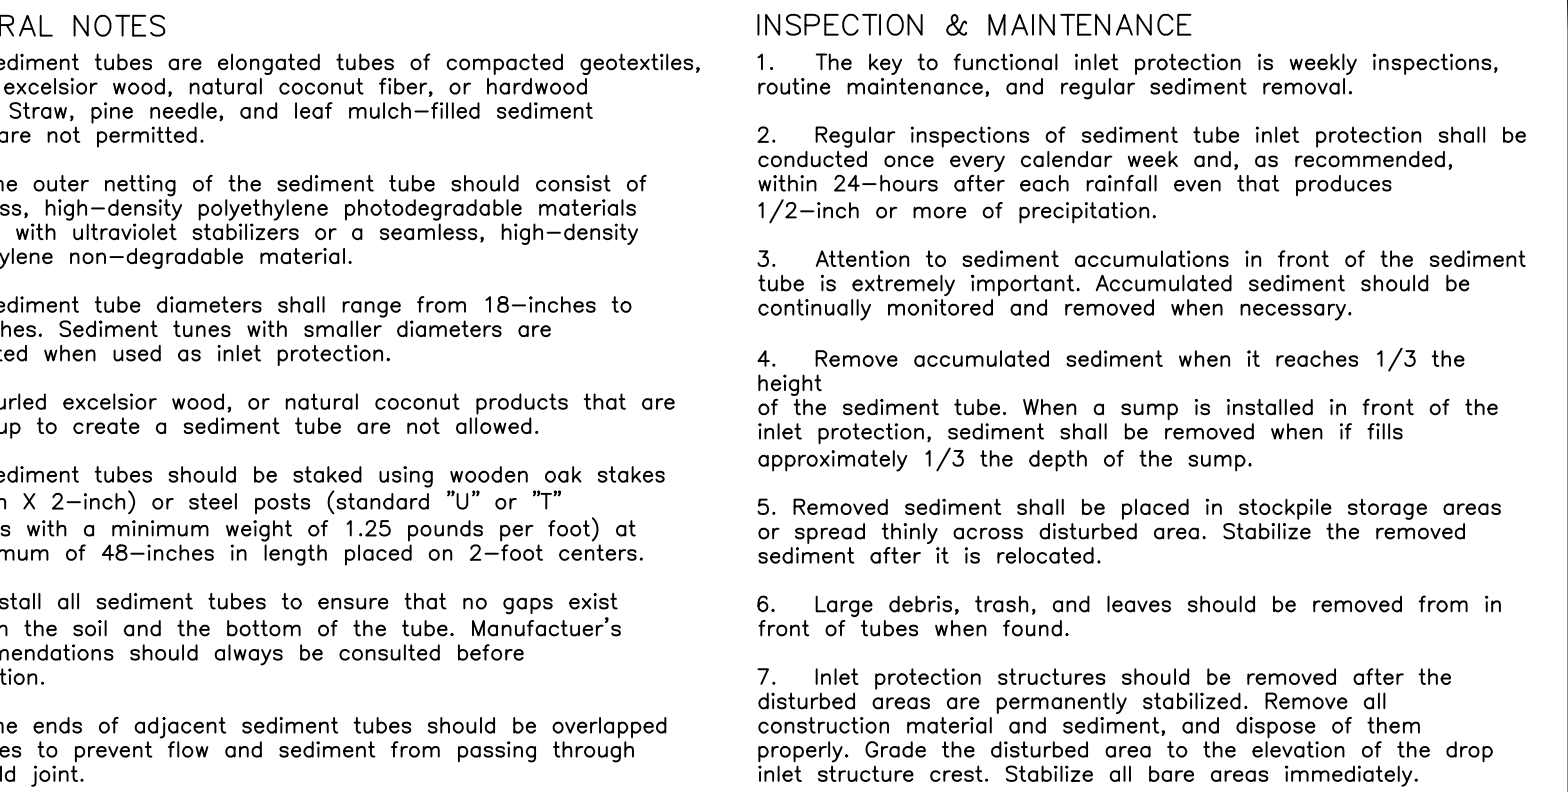 RAL NOTES
ediment tubes are elongated tubes of compacted geotextiles,
excelsior wood, natural coconut fiber, or hardwood
Straw, pine needle, and leaf mulch-filled sediment
are not permitted.
ne outer netting of the sediment tube should consist of
ss, high-density polyethylene photodegradable materials
with ultraviolet stabilizers or a seamless, high-density
ylene non-degradable material.
ediment tube diameters shall range from 18-inches to
hes. Sediment tunes with smaller diameters are
ted when used as inlet protection.
urled excelsior wood, or natural coconut products that are
up to create a sediment tube are not allowed.
ediment tubes should be staked using wooden oak stakes
n X 2-inch) or steel posts (standard "U" or "T"
s with a minimum weight of 1.25 pounds per foot) at
mum of 48-inches in length placed on 2-foot centers.
stall all sediment tubes to ensure that no gaps exist
n the soil and the bottom of the tube. Manufactuer's
mendations should always be consulted before
tion.
ne ends of adjacent sediment tubes should be overlapped
es to prevent flow and sediment from passing through
ld joint.
INSPECTION & MAINTENANCE
1. The key to functional inlet protection is weekly inspections,
routine maintenance, and regular sediment removal.
2. Regular inspections of sediment tube inlet protection shall be
conducted once every calendar week and, as recommended,
within 24-hours after each rainfall even that produces
1/2-inch or more of precipitation.
3. Attention to sediment accumulations in front of the sediment
tube is extremely important. Accumulated sediment should be
continually monitored and removed when necessary.
4. Remove accumulated sediment when it reaches 1/3 the
height
of the sediment tube. When a sump is installed in front of the
inlet protection, sediment shall be removed when if fills
approximately 1/3 the depth of the sump.
5. Removed sediment shall be placed in stockpile storage areas
or spread thinly across disturbed area. Stabilize the removed
sediment after it is relocated.
6. Large debris, trash, and leaves should be removed from in
front of tubes when found.
7. Inlet protection structures should be removed after the
disturbed areas are permanently stabilized. Remove all
construction material and sediment, and dispose of them
properly. Grade the disturbed area to the elevation of the drop
inlet structure crest. Stabilize all bare areas immediately.